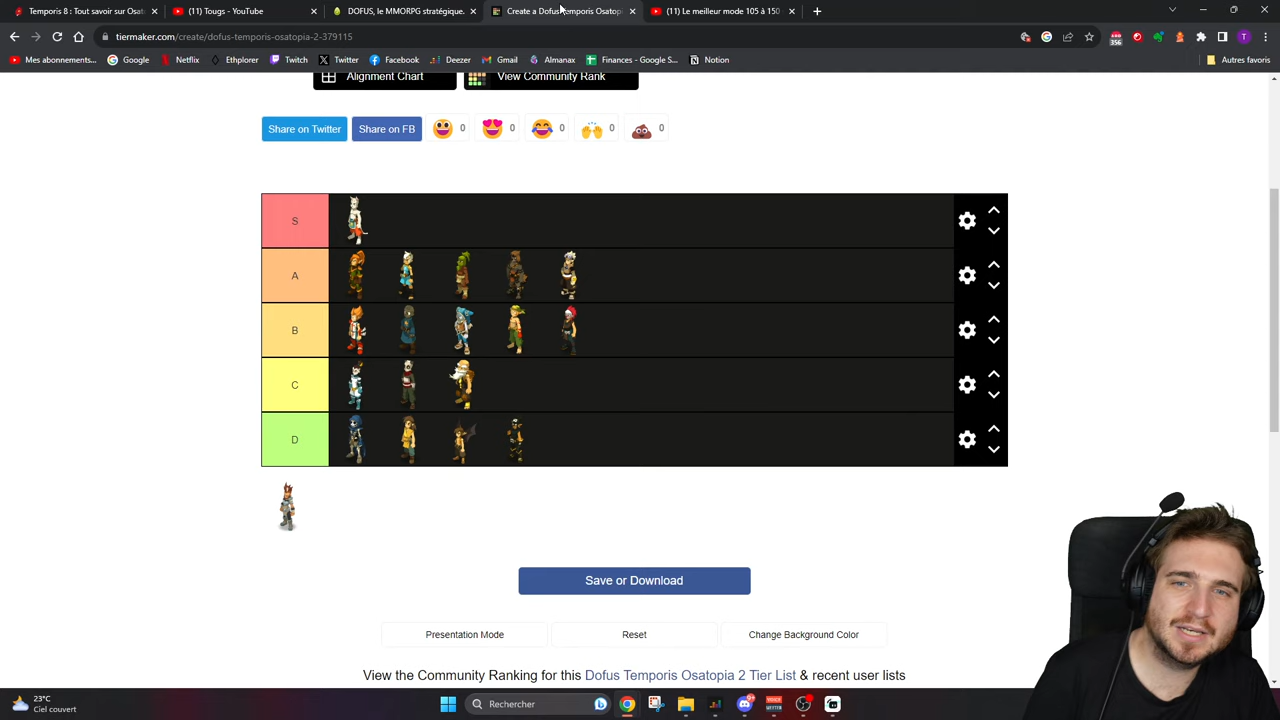 Temporis 8 : Tout savoir sur Osat
(11) Tougs - YouTube
DOFUS, le MMORPG stratégique.
Create a Dofus Temporis Osatop
(11) Le meilleur mode 105 à 150
tiermaker.com/create/dofus-temporis-osatopia-2-379115
356
T
Mes abonnements...
Google
Netflix
Ethplorer
Twitch
Twitter
Facebook
Deezer
Gmail
Almanax
Finances - Google S...
Notion
Autres favoris
Alignment Chart
View Community Rank
Share on Twitter
Share on FB
0
0
0
0
0
S
A
B
C
D
Save or Download
Presentation Mode
Reset
Change Background Color
View the Community Ranking for this Dofus Temporis Osatopia 2 Tier List & recent user lists
23°C
Ciel couvert
Rechercher